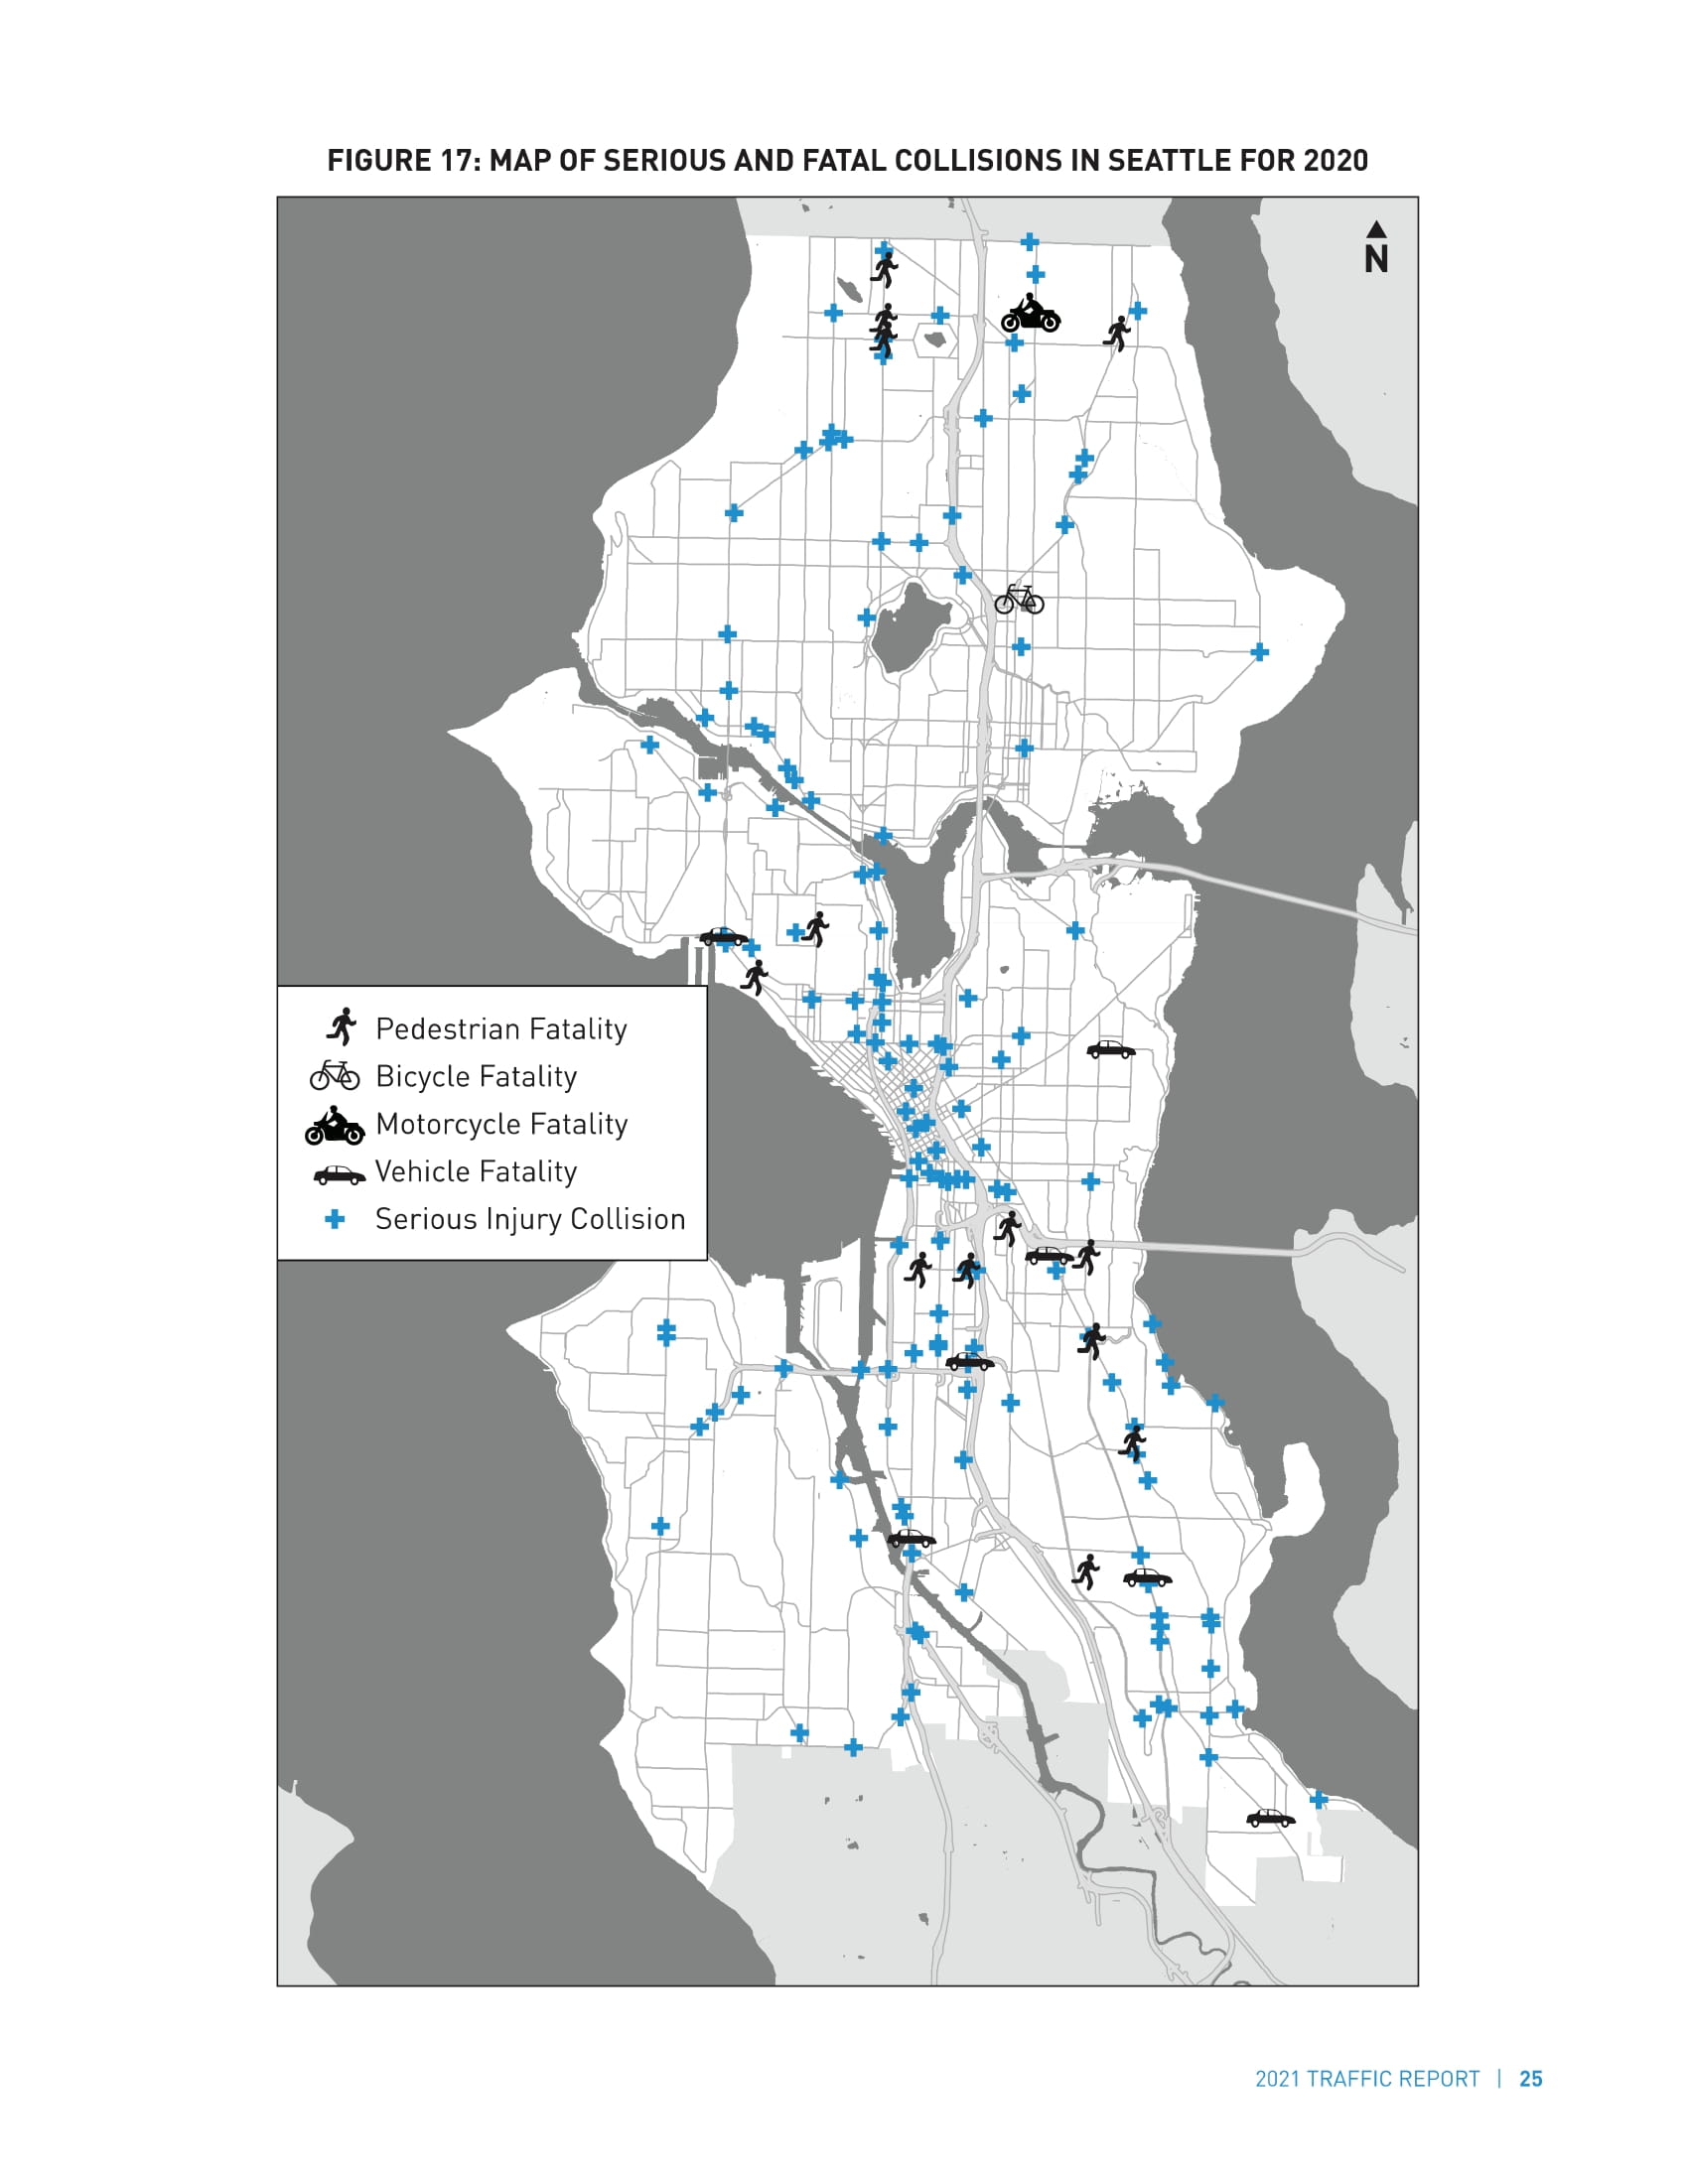 FIGURE 17: MAP OF SERIOUS AND FATAL COLLISIONS IN SEATTLE FOR 2020
N
Pedestrian Fatality
Bicycle Fatality
Motorcycle Fatality
Vehicle Fatality
Serious Injury Collision
2021 TRAFFIC REPORT | 25